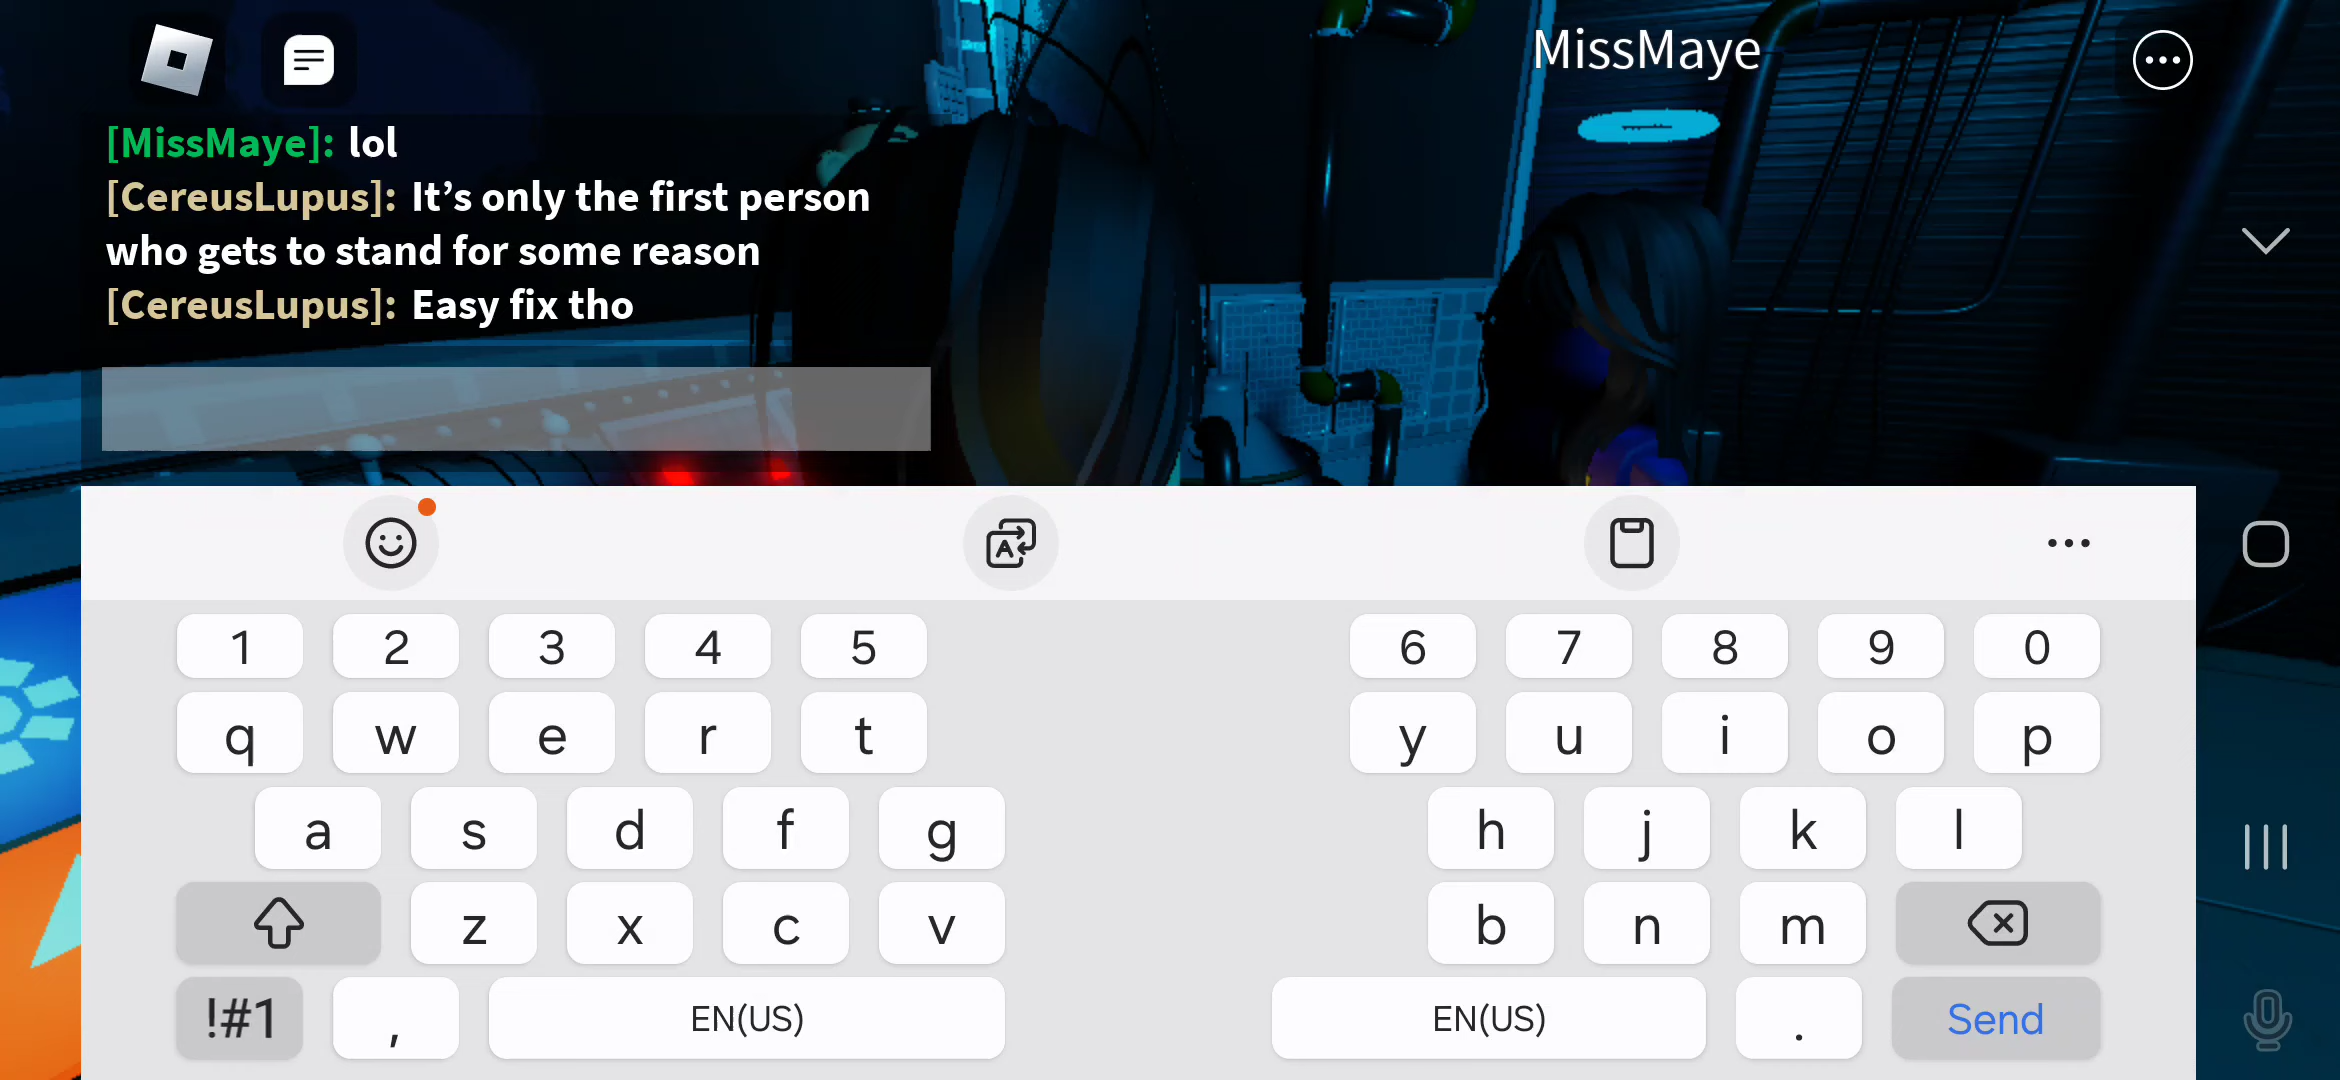 MissMaye
[MissMaye]: lol
[CereusLupus]: It’s only the first person
who gets to stand for some reason
[CereusLupus]: Easy fix tho
1 2 3 4 5 6 7 8 9 0
q w e r t y u i o p
a s d f g h j k l
z x c v b n m
!#1 , EN(US) EN(US) . Send